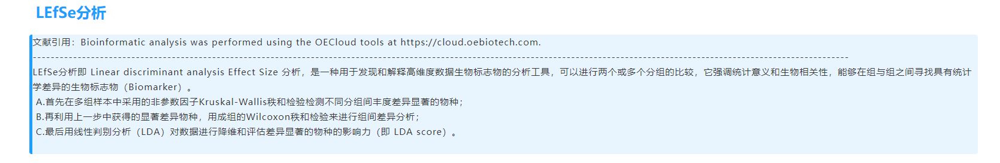 LEfSe分析
文献引用：Bioinformatic analysis was performed using the OECloud tools at https://cloud.oebiotech.com.
----------------------------------------------------------------------------------------------------------------------------------------------------------------------------------------
LEfSe分析即 Linear discriminant analysis Effect Size 分析，是一种用于发现和解释高维度数据生物标志物的分析工具，可以进行两个或多个分组的比较，它强调统计意义和生物相关性，能够在组与组之间寻找具有统计
学差异的生物标志物（Biomarker）。
A.首先在多组样本中采用的非参数因子Kruskal-Wallis秩和检验检测不同分组间丰度差异显著的物种；
B.再利用上一步中获得的显著差异物种，用成组的Wilcoxon秩和检验来进行组间差异分析；
C.最后用线性判别分析（LDA）对数据进行降维和评估差异显著的物种的影响力（即 LDA score）。